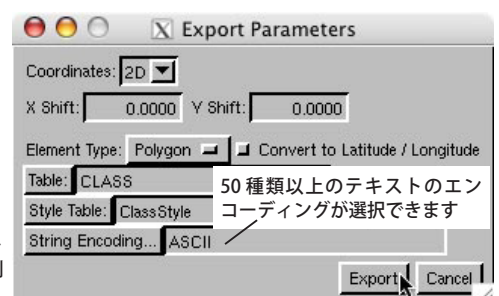 Export Parameters
Coordinates: 2D
X Shift: 0.0000 Y Shift: 0.0000
Element Type: Polygon Convert to Latitude / Longitude
Table: CLASS
50 種類以上のテキストのエン
コーディングが選択できます
Style Table: ClassStyle
String Encoding... ASCII
Export Cancel